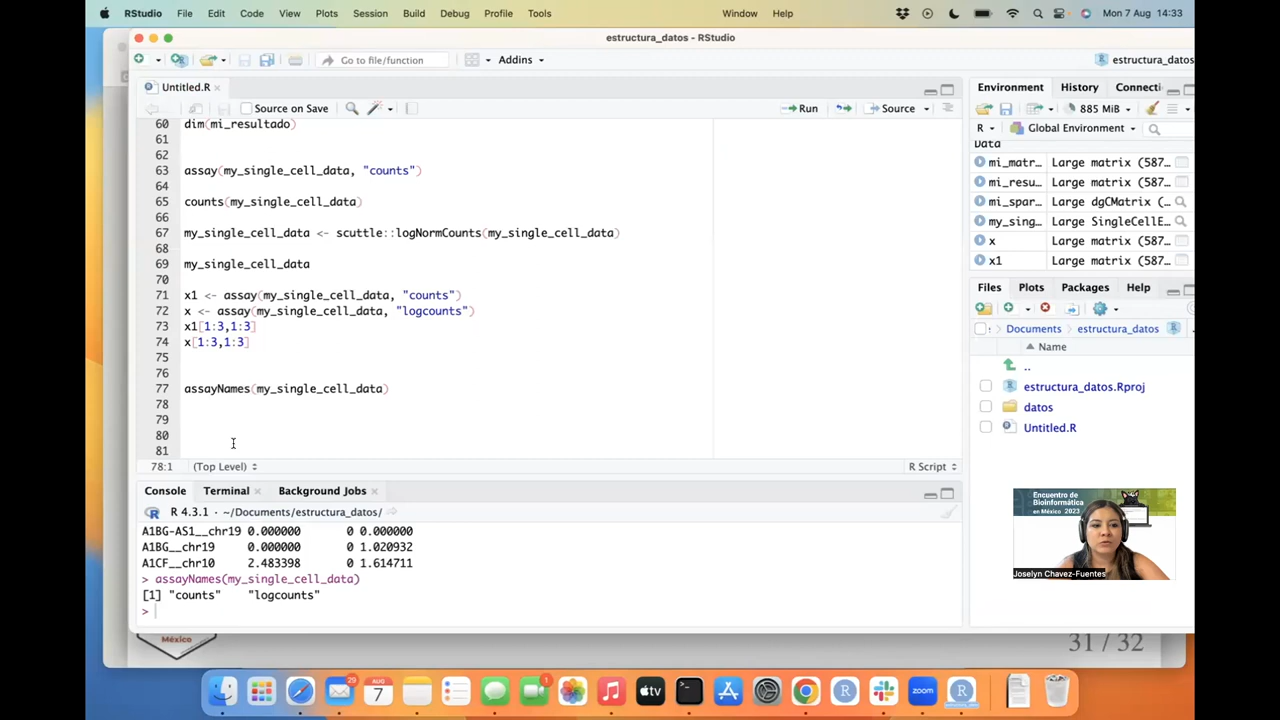 RStudio File Edit Code View Plots Session Build Debug Profile Tools Window Help Mon 7 Aug 14:33
estructura_datos - RStudio
Go to file/function Addins estructura_datos
Untitled.R
Source on Save Run Source
60 dim(mi_resultado)
61
62
63 assay(my_single_cell_data, "counts")
64
65 counts(my_single_cell_data)
66
67 my_single_cell_data <- scuttle::logNormCounts(my_single_cell_data)
68
69 my_single_cell_data
70
71 x1 <- assay(my_single_cell_data, "counts")
72 x <- assay(my_single_cell_data, "logcounts")
73 x1[1:3,1:3]
74 x[1:3,1:3]
75
76
77 assayNames(my_single_cell_data)
78
79
80
81
78:1 (Top Level) R Script
Console Terminal Background Jobs
R 4.3.1 · ~/Documents/estructura_datos/
A1BG-AS1__chr19 0.000000 0 0.000000
A1BG__chr19 0.000000 0 1.020932
A1CF__chr10 2.483398 0 1.614711
> assayNames(my_single_cell_data)
[1] "counts" "logcounts"
>
Environment History Connecti
885 MiB
R Global Environment
Data
mi_matr... Large matrix (587...
mi_resu... Large matrix (587...
mi_spar... Large dgCMatrix (...
my_sing... Large SingleCellE...
x Large matrix (587...
x1 Large matrix (587...
Files Plots Packages Help
Documents estructura_datos
Name
..
estructura_datos.Rproj
datos
Untitled.R
Encuentro de
BioInformática
en México 2023
Joselyn Chavez-Fuentes
México
31 / 32
29
1
AUG
7
tv
zoom